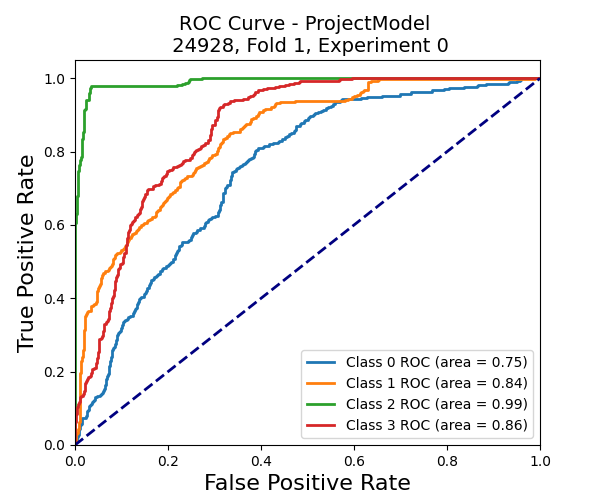 ROC Curve - ProjectModel
24928, Fold 1, Experiment 0
True Positive Rate
1.0
0.8
0.6
0.4
0.2
0.0
0.0 0.2 0.4 0.6 0.8 1.0
False Positive Rate
Class 0 ROC (area = 0.75)
Class 1 ROC (area = 0.84)
Class 2 ROC (area = 0.99)
Class 3 ROC (area = 0.86)